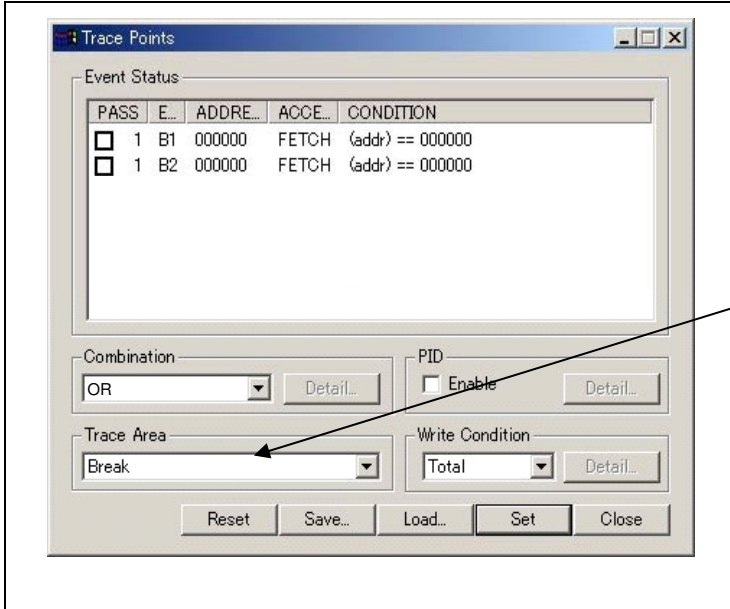 Trace Points
Event Status
PASS E... ADDRE... ACCE... CONDITION
1 B1 000000 FETCH (addr) == 000000
1 B2 000000 FETCH (addr) == 000000
Combination
OR Detail...
PID
Enable Detail...
Trace Area
Break
Write Condition
Total Detail...
Reset Save... Load... Set Close